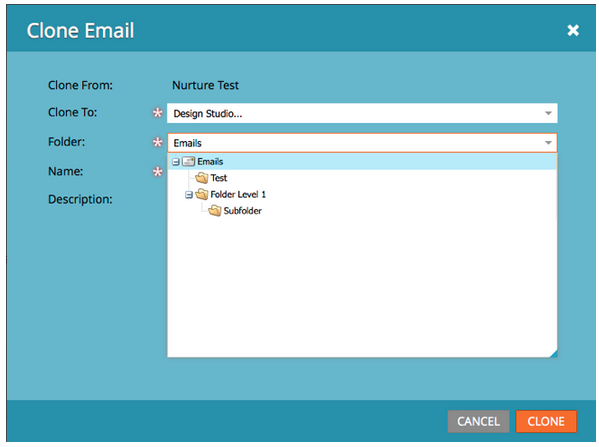 Clone Email
Clone From: Nurture Test
Clone To: * Design Studio...
Folder: * Emails
Emails
Test
Folder Level 1
Subfolder
Name: *
Description:
CANCEL CLONE